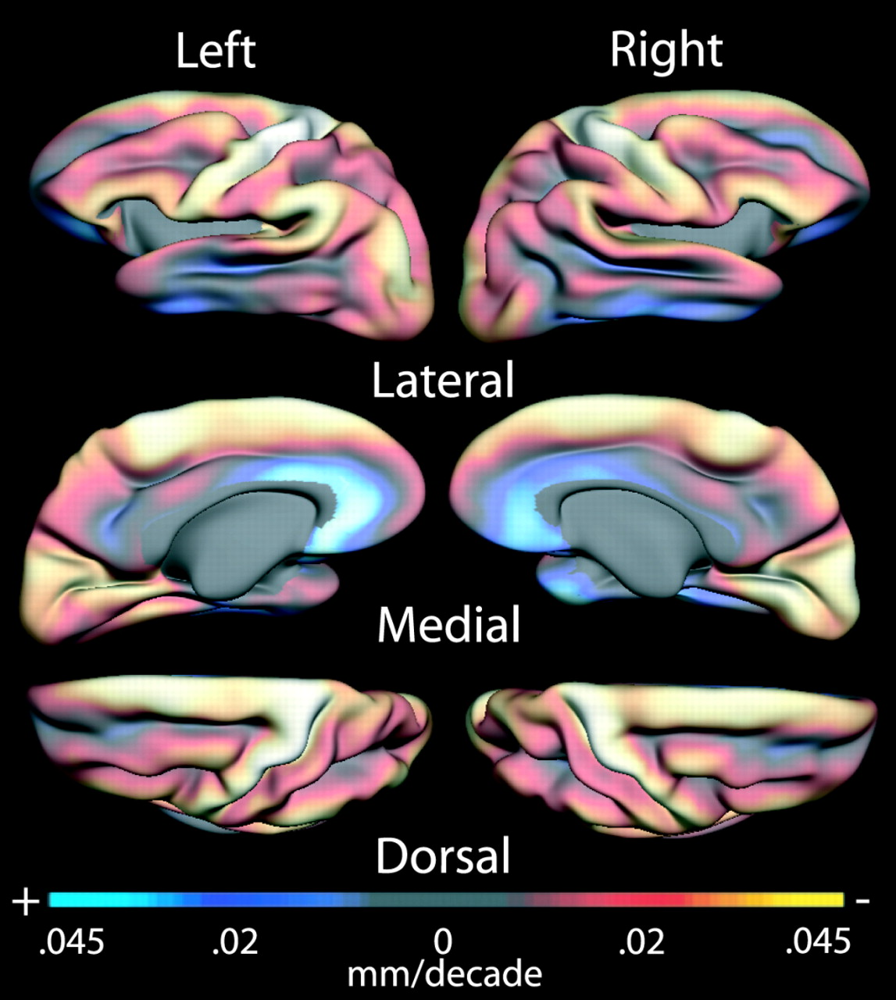 Left Right
Lateral
Medial
Dorsal
+ -
.045 .02 0 .02 .045
mm/decade